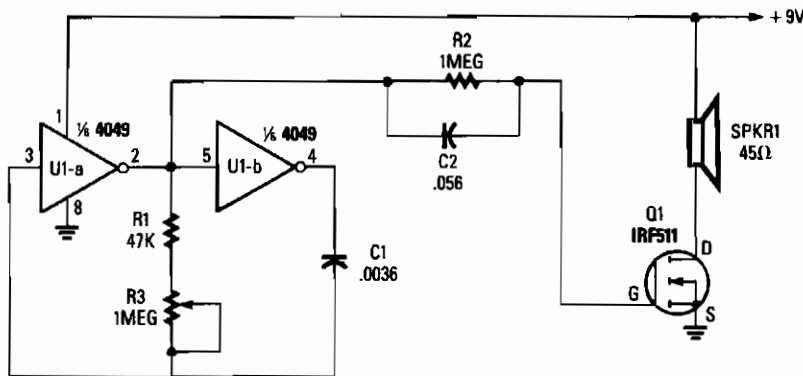 + 9V
R2
1MEG
1
⅙ 4049
⅙ 4049
SPKR1
45Ω
3
U1-a
2
5
U1-b
4
C2
.056
8
R1
47K
Q1
IRF511
C1
.0036
D
R3
1MEG
G
S